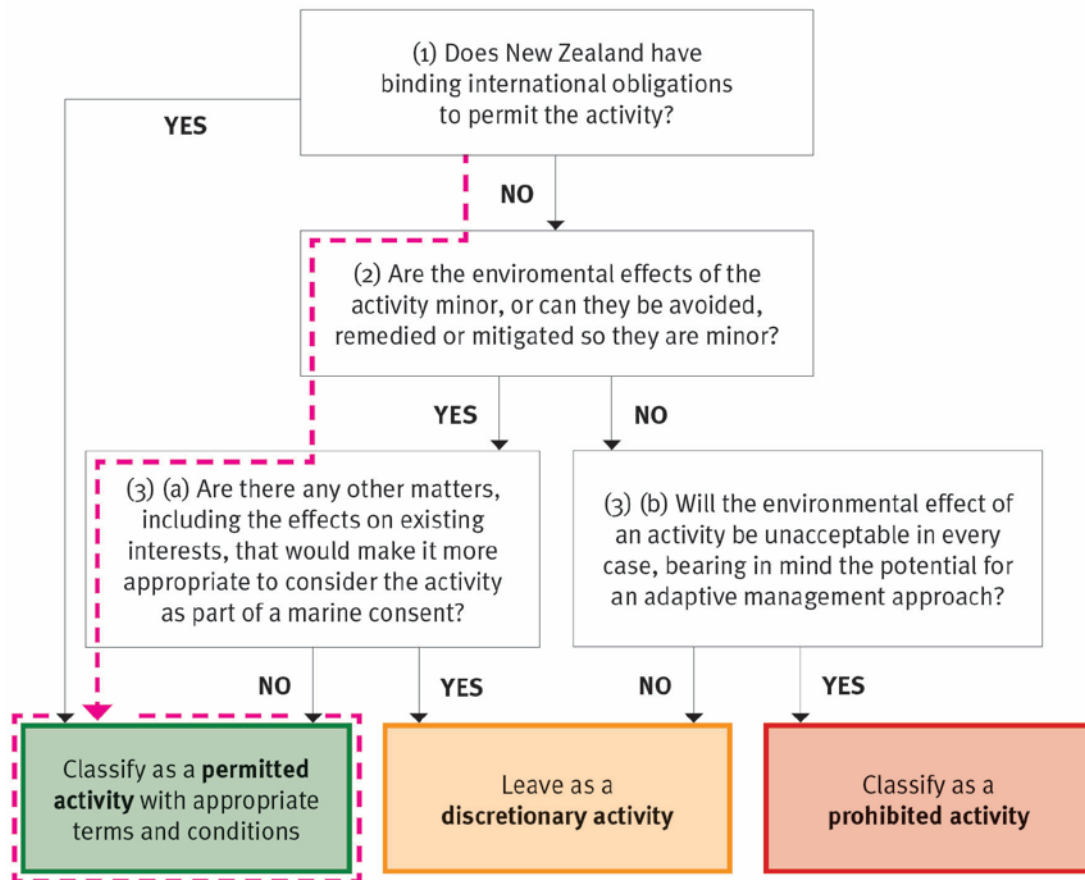 (1) Does New Zealand have
binding international obligations
to permit the activity?
YES
NO
(2) Are the enviromental effects of the
activity minor, or can they be avoided,
remedied or mitigated so they are minor?
YES
NO
(3) (a) Are there any other matters,
including the effects on existing
interests, that would make it more
appropriate to consider the activity
as part of a marine consent?
(3) (b) Will the environmental effect of
an activity be unacceptable in every
case, bearing in mind the potential for
an adaptive management approach?
NO
YES
NO
YES
Classify as a permitted
activity with appropriate
terms and conditions
Leave as a
discretionary activity
Classify as a
prohibited activity